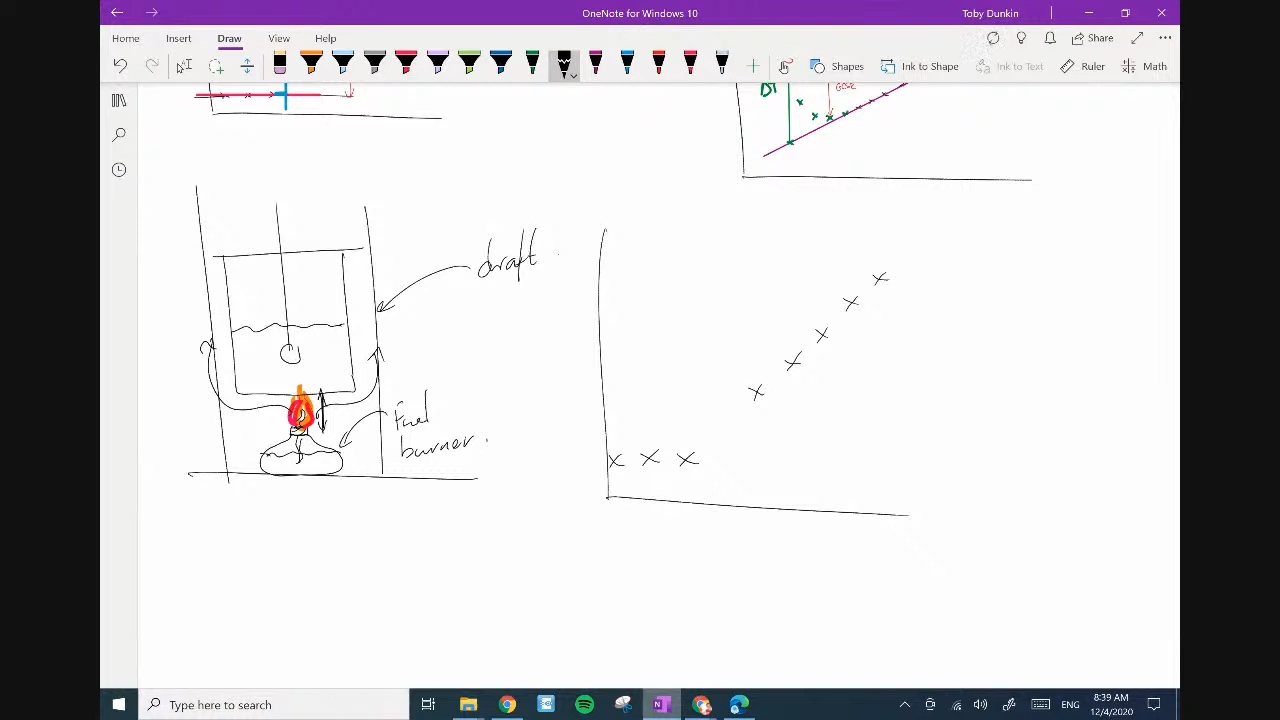 OneNote for Windows 10
Toby Dunkin
Home
Insert
Draw
View
Help
Share
Shapes
Ink to Shape
Ink to Text
Ruler
Math
DT
draft.
Fuel
burner.
Type here to search
ENG
8:39 AM
12/4/2020